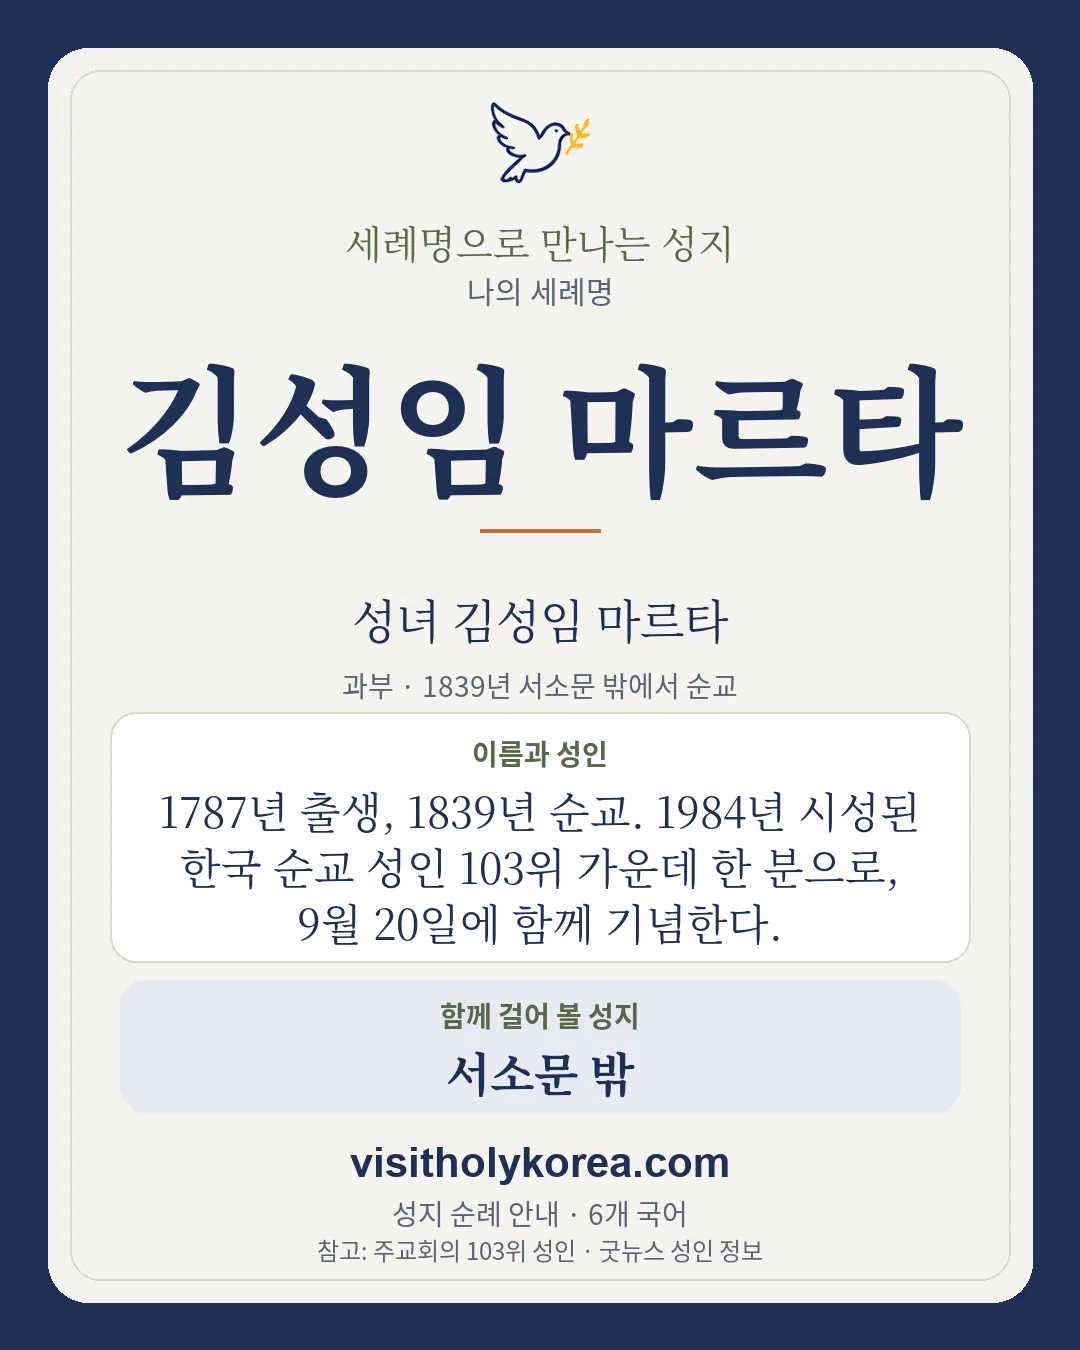 세례명으로 만나는 성지
나의 세례명
김성임 마르타
성녀 김성임 마르타
과부 · 1839년 서소문 밖에서 순교
이름과 성인
1787년 출생, 1839년 순교. 1984년 시성된
한국 순교 성인 103위 가운데 한 분으로,
9월 20일에 함께 기념한다.
함께 걸어 볼 성지
서소문 밖
visitholykorea.com
성지 순례 안내 · 6개 국어
참고: 주교회의 103위 성인 · 굿뉴스 성인 정보